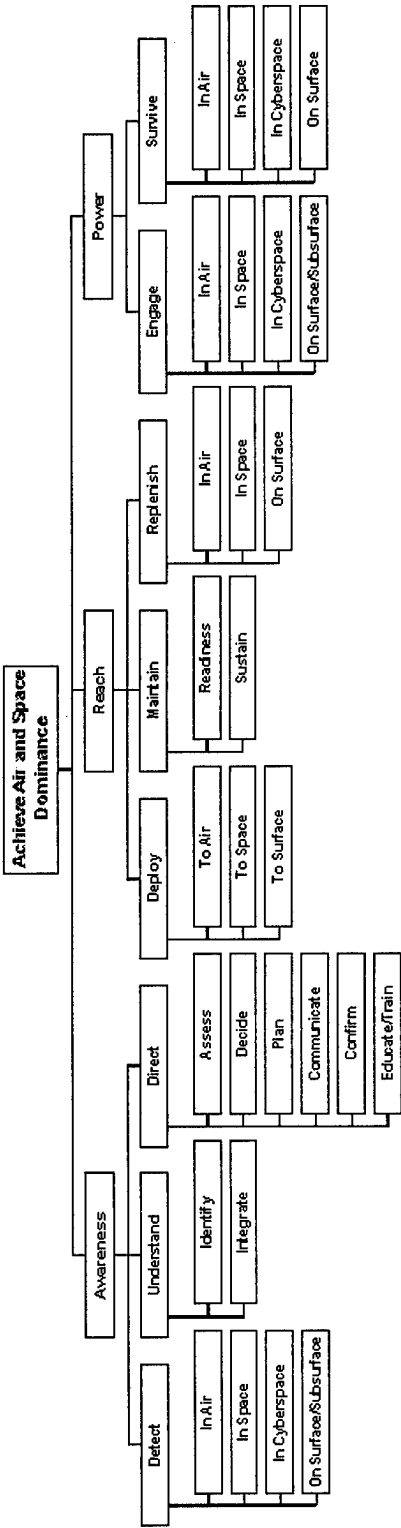 Achieve Air and Space
Dominance
Awareness
Reach
Power
Detect
Understand
Direct
Deploy
Maintain
Replenish
Engage
Survive
In Air
In Space
In Cyberspace
On Surface/Subsurface
Identify
Integrate
Assess
Decide
Plan
Communicate
Confirm
Educate/Train
To Air
To Space
To Surface
Readiness
Sustain
In Air
In Space
On Surface
In Air
In Space
In Cyberspace
On Surface/Subsurface
In Air
In Space
In Cyberspace
On Surface